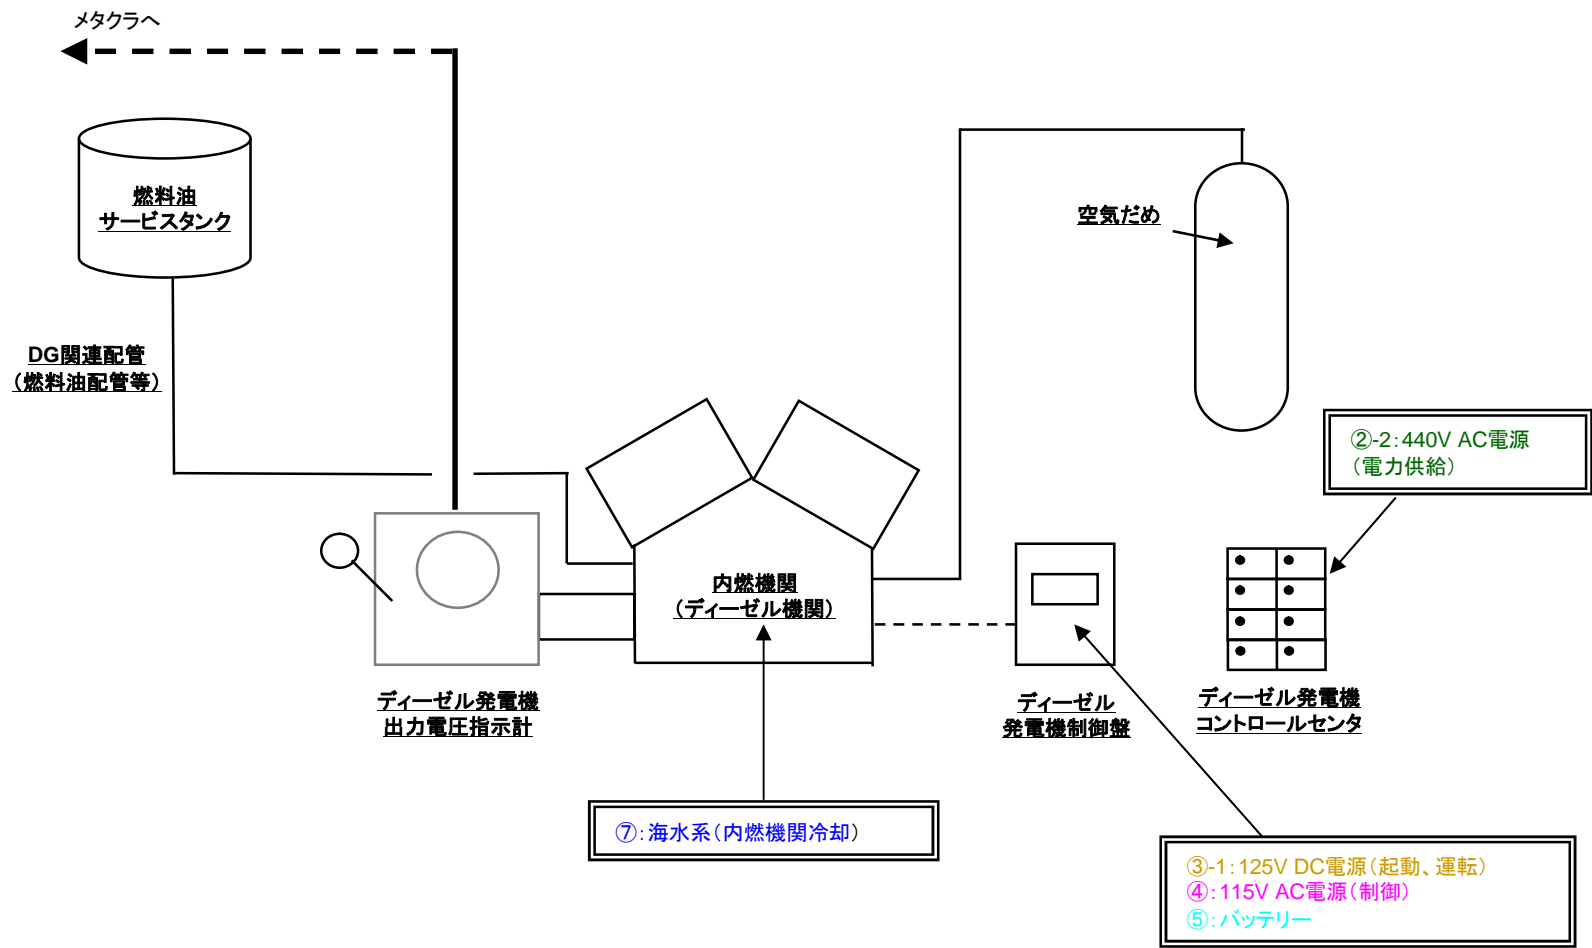 メタクラへ
燃料油
サービスタンク
空気だめ
DG関連配管
（燃料油配管等）
②-2：440V AC電源
（電力供給）
内燃機関
（ディーゼル機関）
ディーゼル発電機
出力電圧指示計
ディーゼル
発電機制御盤
ディーゼル発電機
コントロールセンタ
⑦：海水系（内燃機関冷却）
③-1：125V DC電源（起動、運転）
④：115V AC電源（制御）
⑤：バッテリー